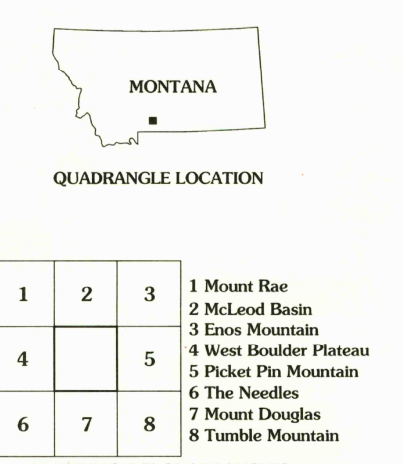 MONTANA
QUADRANGLE LOCATION
1 2 3
4 5
6 7 8
1 Mount Rae
2 McLeod Basin
3 Enos Mountain
4 West Boulder Plateau
5 Picket Pin Mountain
6 The Needles
7 Mount Douglas
8 Tumble Mountain